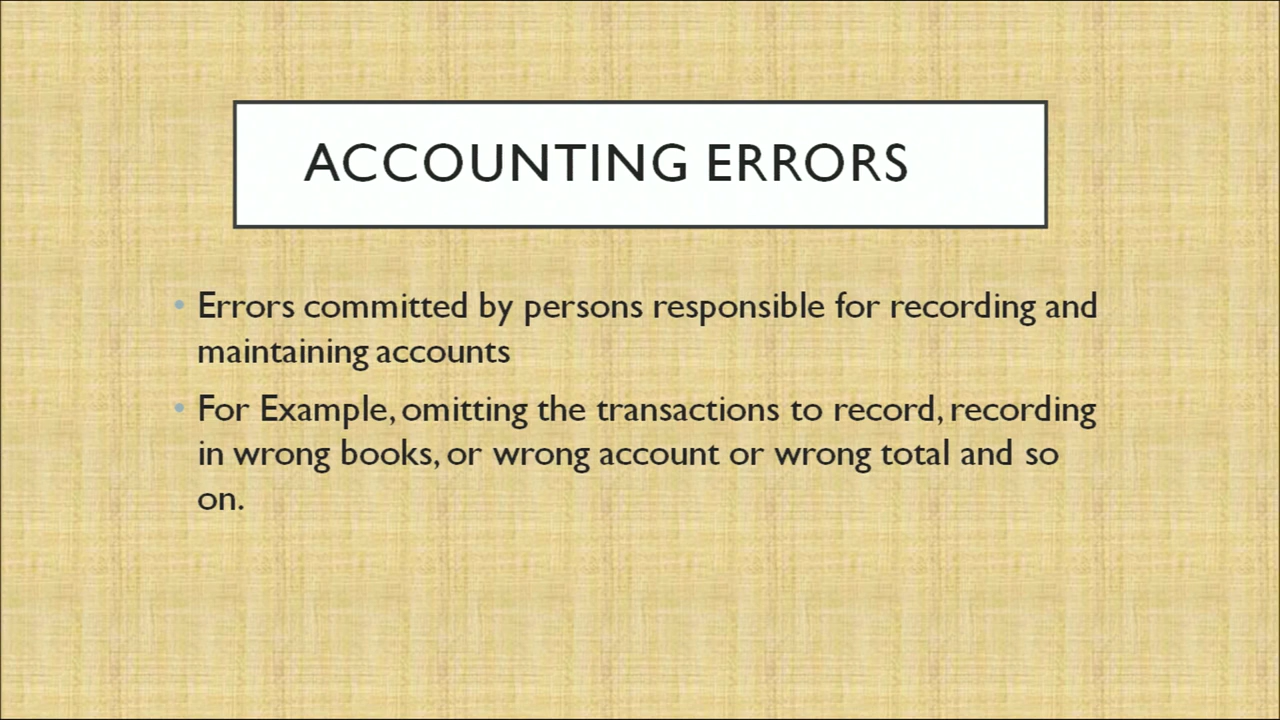 ACCOUNTING ERRORS
• Errors committed by persons responsible for recording and
maintaining accounts
• For Example, omitting the transactions to record, recording
in wrong books, or wrong account or wrong total and so
on.